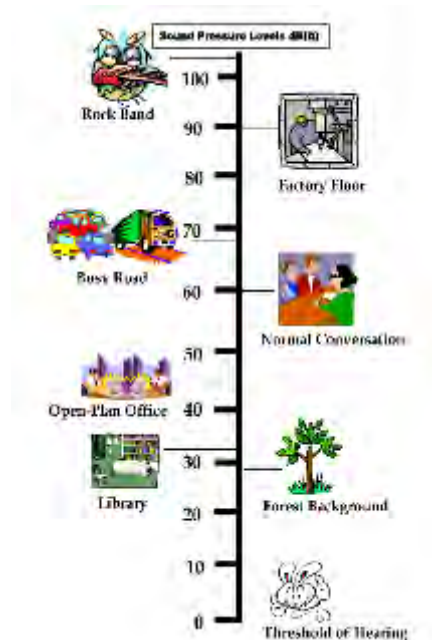 Sound Pressure Levels dB(A)
100
Rock Band
90
Factory Floor
80
70
Busy Road
60
Normal Conversation
50
Open-Plan Office
40
30
Library
Forest Background
20
10
0
Threshold of Hearing